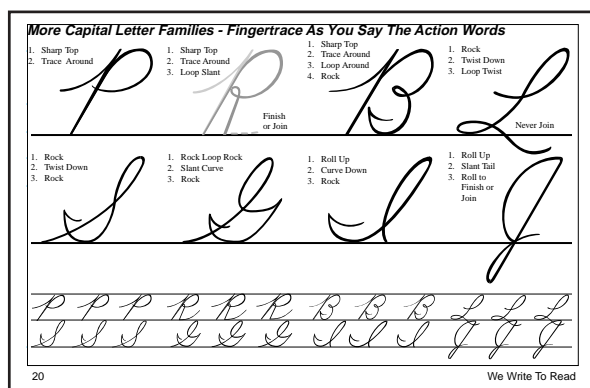 More Capital Letter Families - Fingertrace As You Say The Action Words
1. Sharp Top
2. Trace Around
P
1. Sharp Top
2. Trace Around
3. Loop Slant
R
Finish
or Join
1. Sharp Top
2. Trace Around
3. Loop Around
4. Rock
B
1. Rock
2. Twist Down
3. Loop Twist
L
Never Join
1. Rock
2. Twist Down
3. Rock
S
1. Rock Loop Rock
2. Slant Curve
3. Rock
G
1. Roll Up
2. Curve Down
3. Rock
I
1. Roll Up
2. Slant Tail
3. Roll to
Finish or
Join
J
P P P R R R B B B L L L
S S S G G G I I I J J J
20
We Write To Read